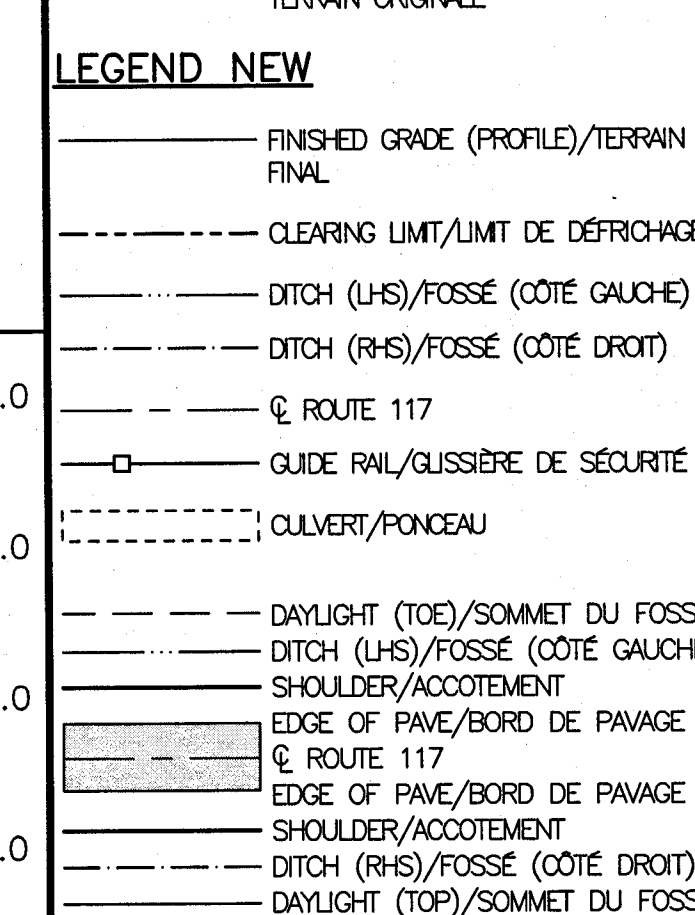 TERRAIN ORIGINALE
LEGEND NEW
FINISHED GRADE (PROFILE)/TERRAIN
FINAL
CLEARING LIMIT/LIMIT DE DÉFRICHAGE
DITCH (LHS)/FOSSÉ (CÔTÉ GAUCHE)
DITCH (RHS)/FOSSÉ (CÔTÉ DROIT)
.0
℄ ROUTE 117
GUIDE RAIL/GLISSIÈRE DE SÉCURITÉ
CULVERT/PONCEAU
.0
DAYLIGHT (TOE)/SOMMET DU FOSS
DITCH (LHS)/FOSSÉ (CÔTÉ GAUCH
SHOULDER/ACCOTEMENT
.0
EDGE OF PAVE/BORD DE PAVAGE
℄ ROUTE 117
EDGE OF PAVE/BORD DE PAVAGE
SHOULDER/ACCOTEMENT
.0
DITCH (RHS)/FOSSÉ (CÔTÉ DROIT)
DAYLIGHT (TOP)/SOMMET DU FOSS